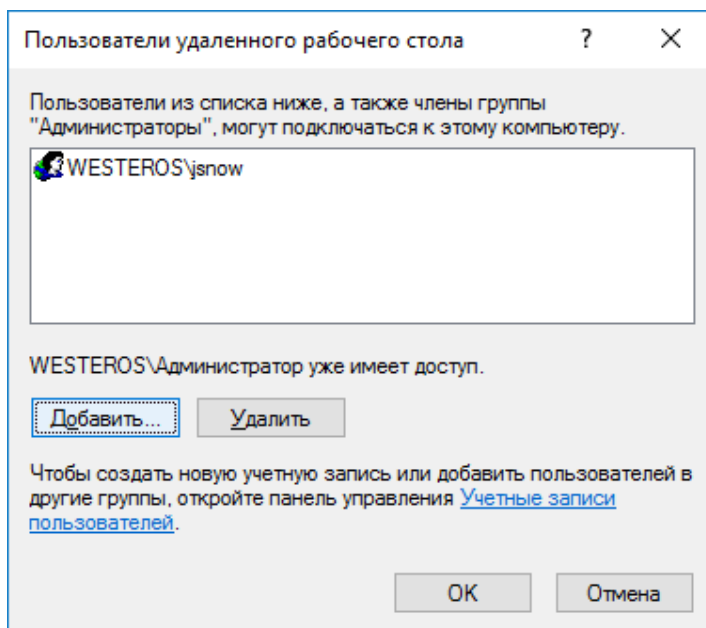 Пользователи удаленного рабочего стола
Пользователи из списка ниже, а также члены группы
"Администраторы", могут подключаться к этому компьютеру.
WESTEROS\jsnow
WESTEROS\Администратор уже имеет доступ.
Добавить... Удалить
Чтобы создать новую учетную запись или добавить пользователей в
другие группы, откройте панель управления Учетные записи
пользователей.
ОК Отмена